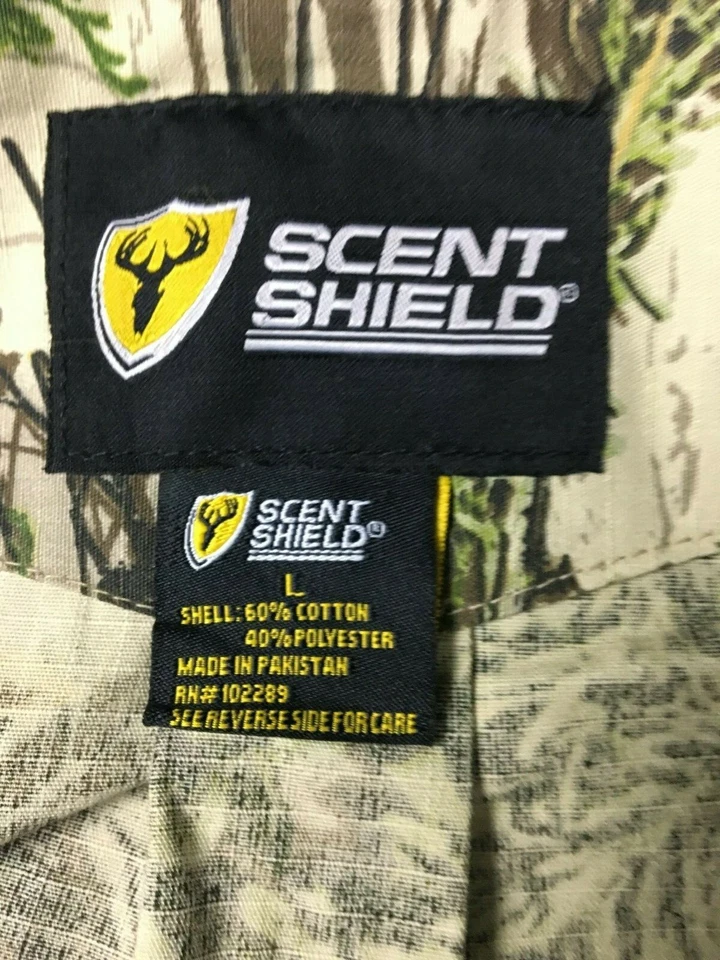 SCENT
SHIELD®
SCENT
SHIELD®
L
SHELL: 60% COTTON
40% POLYESTER
MADE IN PAKISTAN
RN# 102289
SEE REVERSE SIDE FOR CARE